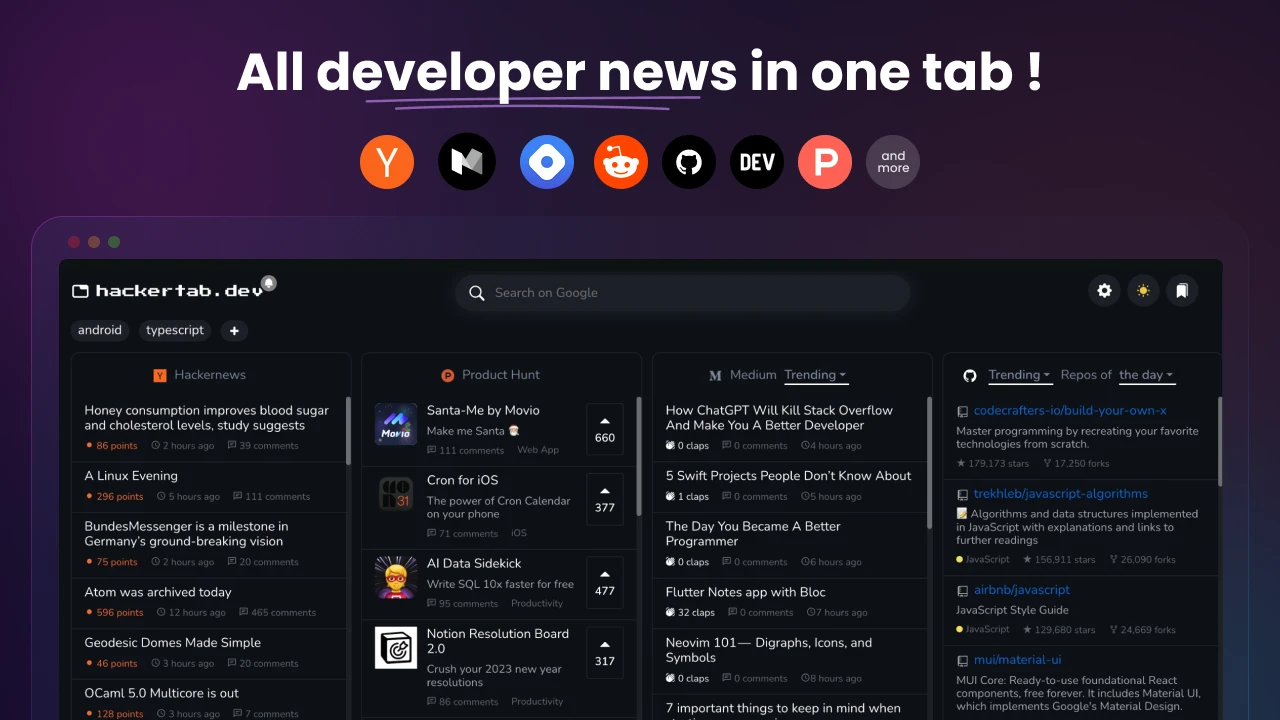 All developer news in one tab !
Y
DEV
P
and
more
hackertab.dev
Search on Google
android
typescript
+
Y Hackernews
Honey consumption improves blood sugar
and cholesterol levels, study suggests
86 points 2 hours ago 39 comments
A Linux Evening
296 points 5 hours ago 111 comments
BundesMessenger is a milestone in
Germany's ground-breaking vision
75 points 2 hours ago 20 comments
Atom was archived today
596 points 12 hours ago 465 comments
Geodesic Domes Made Simple
46 points 3 hours ago 20 comments
OCaml 5.0 Multicore is out
128 points 3 hours ago 7 comments
P Product Hunt
Movio
Santa-Me by Movio
Make me Santa 🎅
111 comments Web App
660
31
Cron for iOS
The power of Cron Calendar
on your phone
71 comments iOS
377
AI Data Sidekick
Write SQL 10x faster for free
95 comments Productivity
477
Notion Resolution Board
2.0
Crush your 2023 new year
resolutions
86 comments Productivity
317
M Medium Trending
How ChatGPT Will Kill Stack Overflow
And Make You A Better Developer
0 claps 0 comments 4 hours ago
5 Swift Projects People Don't Know About
1 claps 0 comments 5 hours ago
The Day You Became A Better
Programmer
0 claps 0 comments 6 hours ago
Flutter Notes app with Bloc
32 claps 0 comments 7 hours ago
Neovim 101— Digraphs, Icons, and
Symbols
0 claps 0 comments 8 hours ago
7 important things to keep in mind when
Trending Repos of the day
codecrafters-io/build-your-own-x
Master programming by recreating your favorite
technologies from scratch.
179,173 stars 17,250 forks
trekhleb/javascript-algorithms
📝 Algorithms and data structures implemented
in JavaScript with explanations and links to
further readings
JavaScript 156,911 stars 26,090 forks
airbnb/javascript
JavaScript Style Guide
JavaScript 129,680 stars 24,669 forks
mui/material-ui
MUI Core: Ready-to-use foundational React
components, free forever. It includes Material UI,
which implements Google's Material Design.